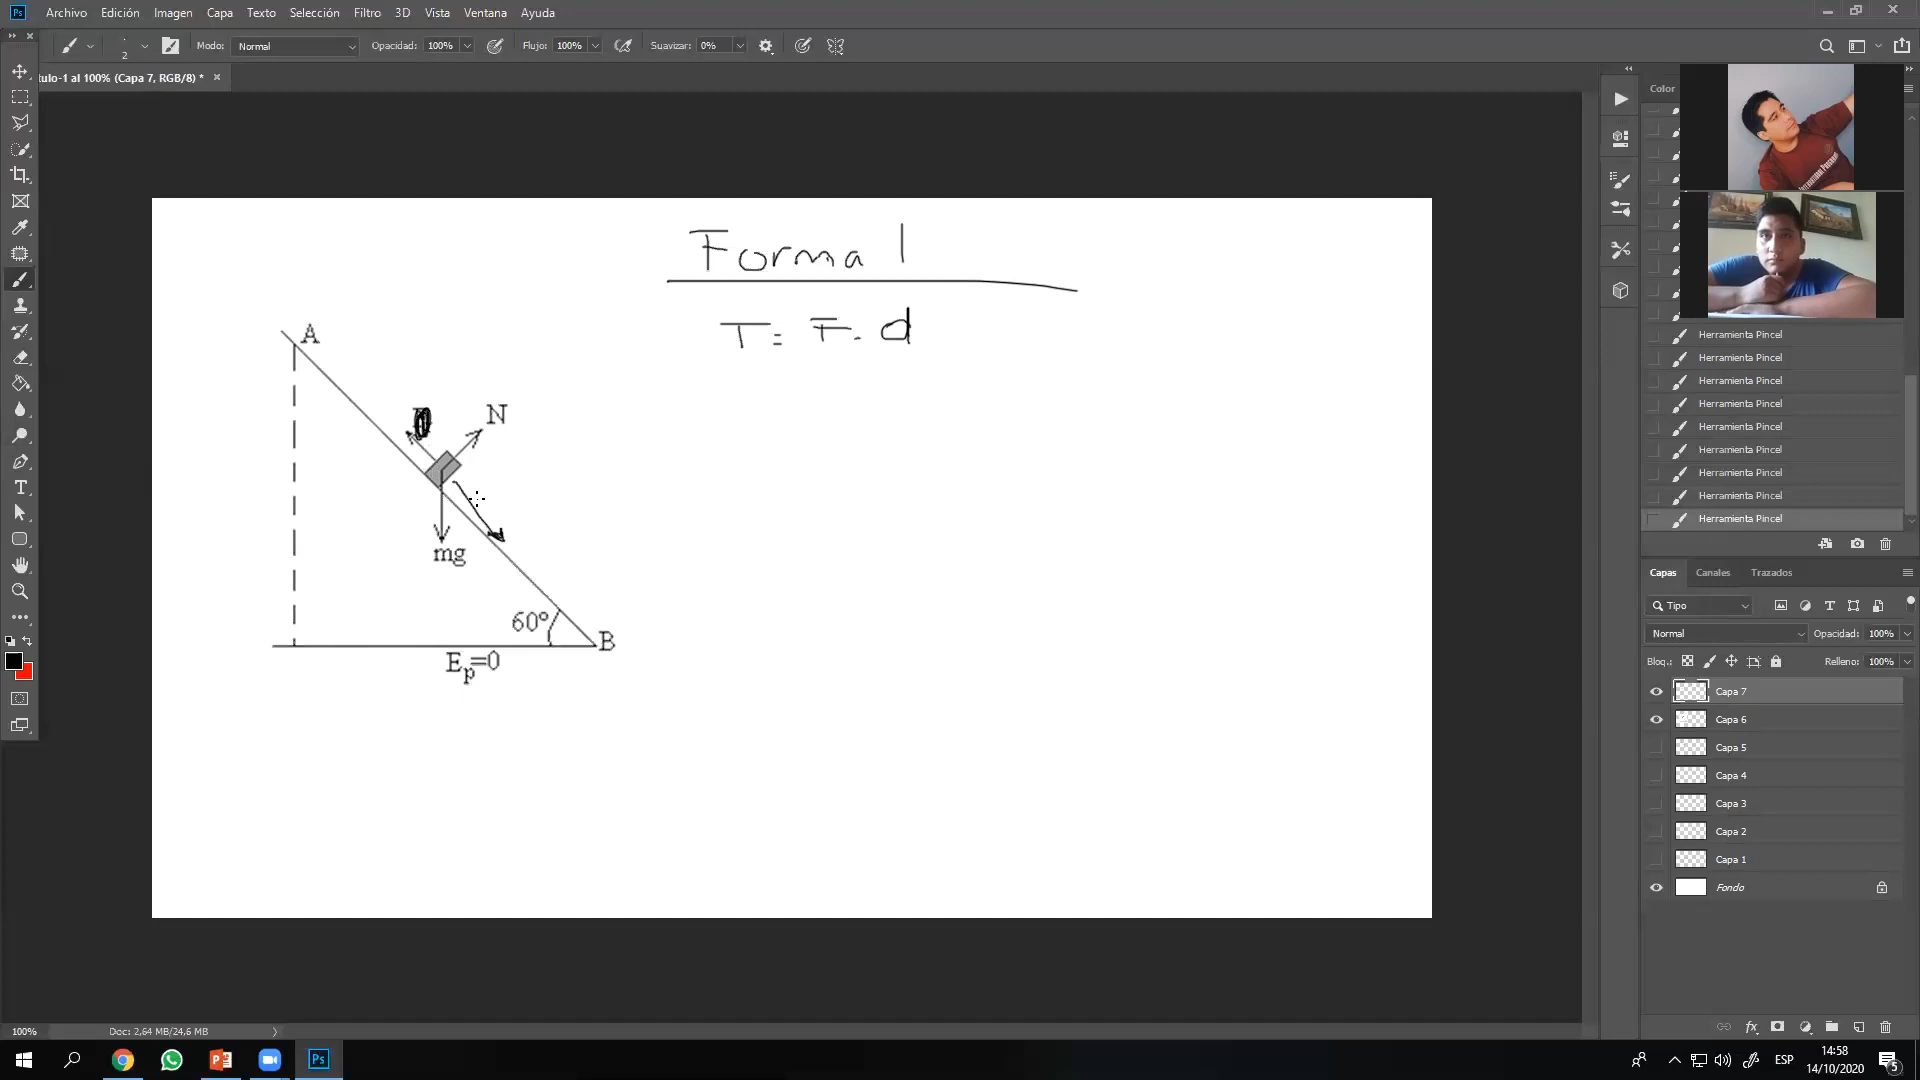 Ps Archivo Edición Imagen Capa Texto Selección Filtro 3D Vista Ventana Ayuda
2 Modo: Normal Opacidad: 100% Flujo: 100% Suavizar: 0%
tulo-1 al 100% (Capa 7, RGB/8) * ×
Color
Forma 1
T = F . d
A
N
mg
60°
B
Ep=0
Herramienta Pincel
Herramienta Pincel
Herramienta Pincel
Herramienta Pincel
Herramienta Pincel
Herramienta Pincel
Herramienta Pincel
Herramienta Pincel
Herramienta Pincel
Capas Canales Trazados
Tipo
Normal Opacidad: 100%
Bloq.: Relleno: 100%
Capa 7
Capa 6
Capa 5
Capa 4
Capa 3
Capa 2
Capa 1
Fondo
100% Doc: 2,64 MB/24,6 MB
ESP 14:58
14/10/2020
5